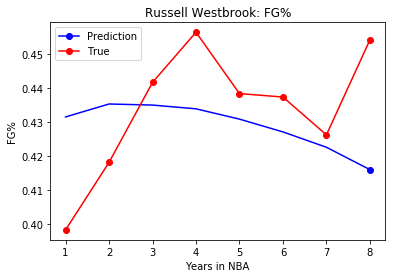 Russell Westbrook: FG%
Prediction
True
FG%
0.45
0.44
0.43
0.42
0.41
0.40
1 2 3 4 5 6 7 8
Years in NBA